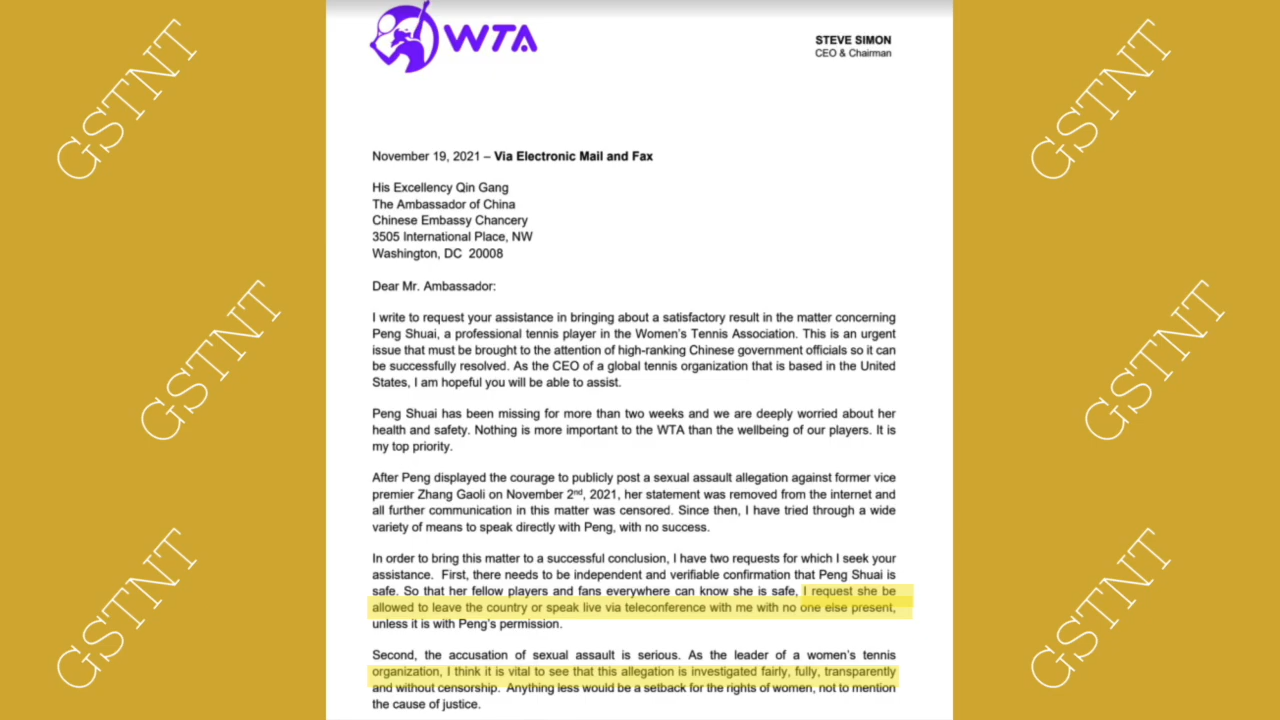 WTA
STEVE SIMON
CEO & Chairman
November 19, 2021 – Via Electronic Mail and Fax
His Excellency Qin Gang
The Ambassador of China
Chinese Embassy Chancery
3505 International Place, NW
Washington, DC 20008
Dear Mr. Ambassador:
I write to request your assistance in bringing about a satisfactory result in the matter concerning
Peng Shuai, a professional tennis player in the Women's Tennis Association. This is an urgent
issue that must be brought to the attention of high-ranking Chinese government officials so it can
be successfully resolved. As the CEO of a global tennis organization that is based in the United
States, I am hopeful you will be able to assist.
Peng Shuai has been missing for more than two weeks and we are deeply worried about her
health and safety. Nothing is more important to the WTA than the wellbeing of our players. It is
my top priority.
After Peng displayed the courage to publicly post a sexual assault allegation against former vice
premier Zhang Gaoli on November 2nd, 2021, her statement was removed from the internet and
all further communication in this matter was censored. Since then, I have tried through a wide
variety of means to speak directly with Peng, with no success.
In order to bring this matter to a successful conclusion, I have two requests for which I seek your
assistance. First, there needs to be independent and verifiable confirmation that Peng Shuai is
safe. So that her fellow players and fans everywhere can know she is safe, I request she be
allowed to leave the country or speak live via teleconference with me with no one else present,
unless it is with Peng's permission.
Second, the accusation of sexual assault is serious. As the leader of a women's tennis
organization, I think it is vital to see that this allegation is investigated fairly, fully, transparently
and without censorship. Anything less would be a setback for the rights of women, not to mention
the cause of justice.
GSTNT
GSTNT
GSTNT
GSTNT
GSTNT
GSTNT